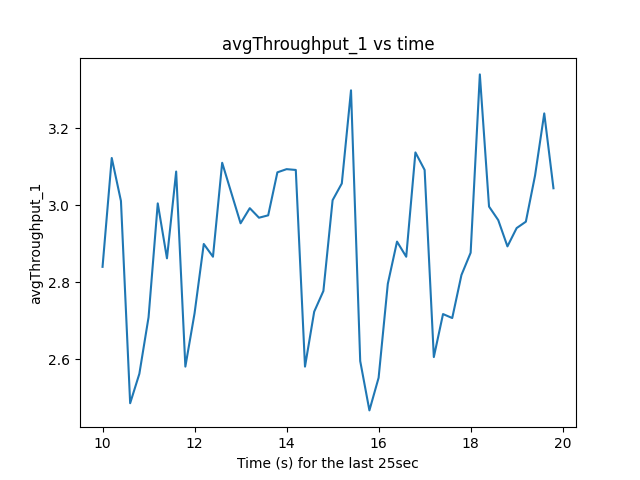 avgThroughput_1 vs time
avgThroughput_1
3.2
3.0
2.8
2.6
10 12 14 16 18 20
Time (s) for the last 25sec